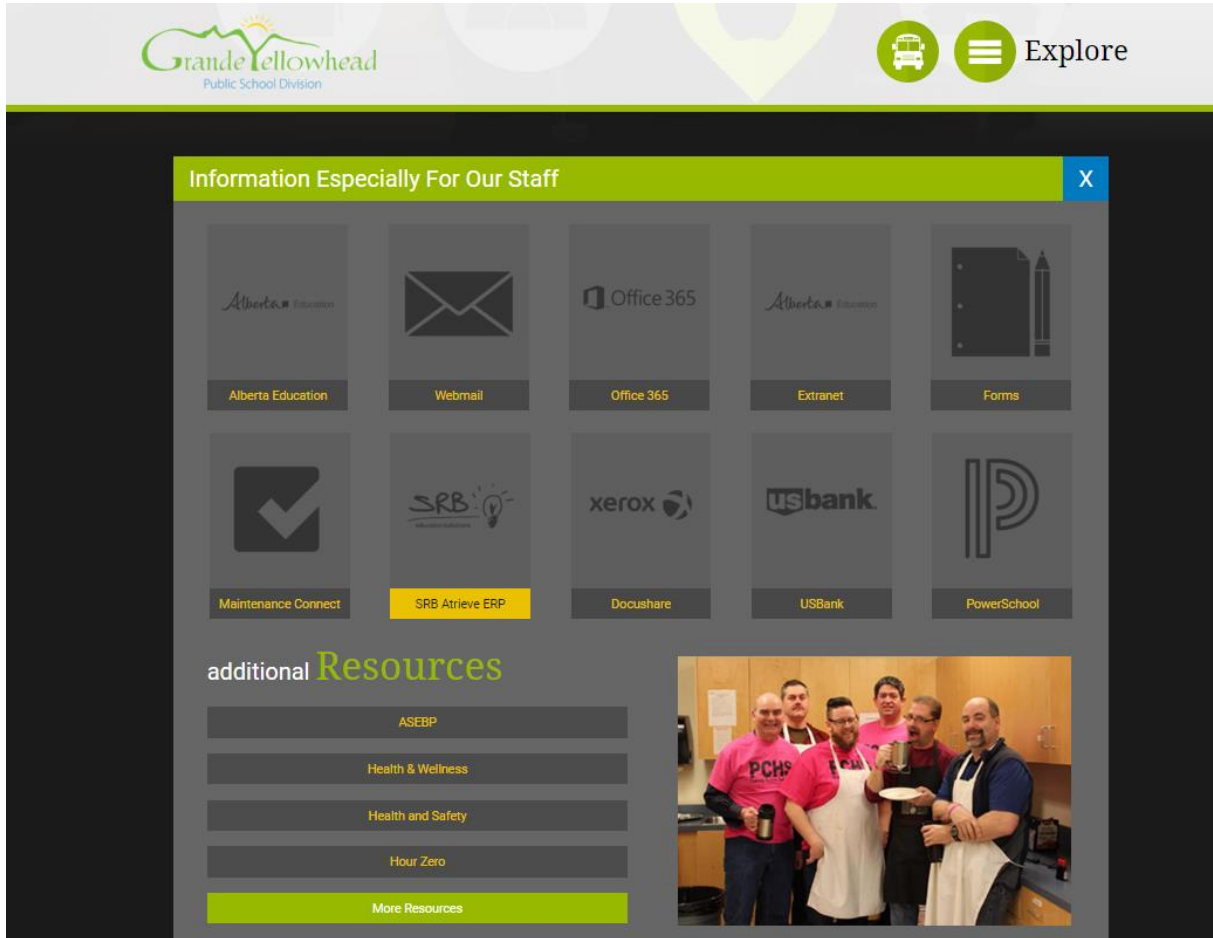 Grande Yellowhead
Public School Division
Explore
Information Especially For Our Staff
X
Alberta Education
Office 365
Alberta Education
Alberta Education
Webmail
Office 365
Extranet
Forms
SRB
xerox
usbank.
P
Maintenance Connect
SRB Atrieve ERP
Docushare
USBank
PowerSchool
additional Resources
ASEBP
Health & Wellness
Health and Safety
Hour Zero
More Resources
PCHS
PCHS